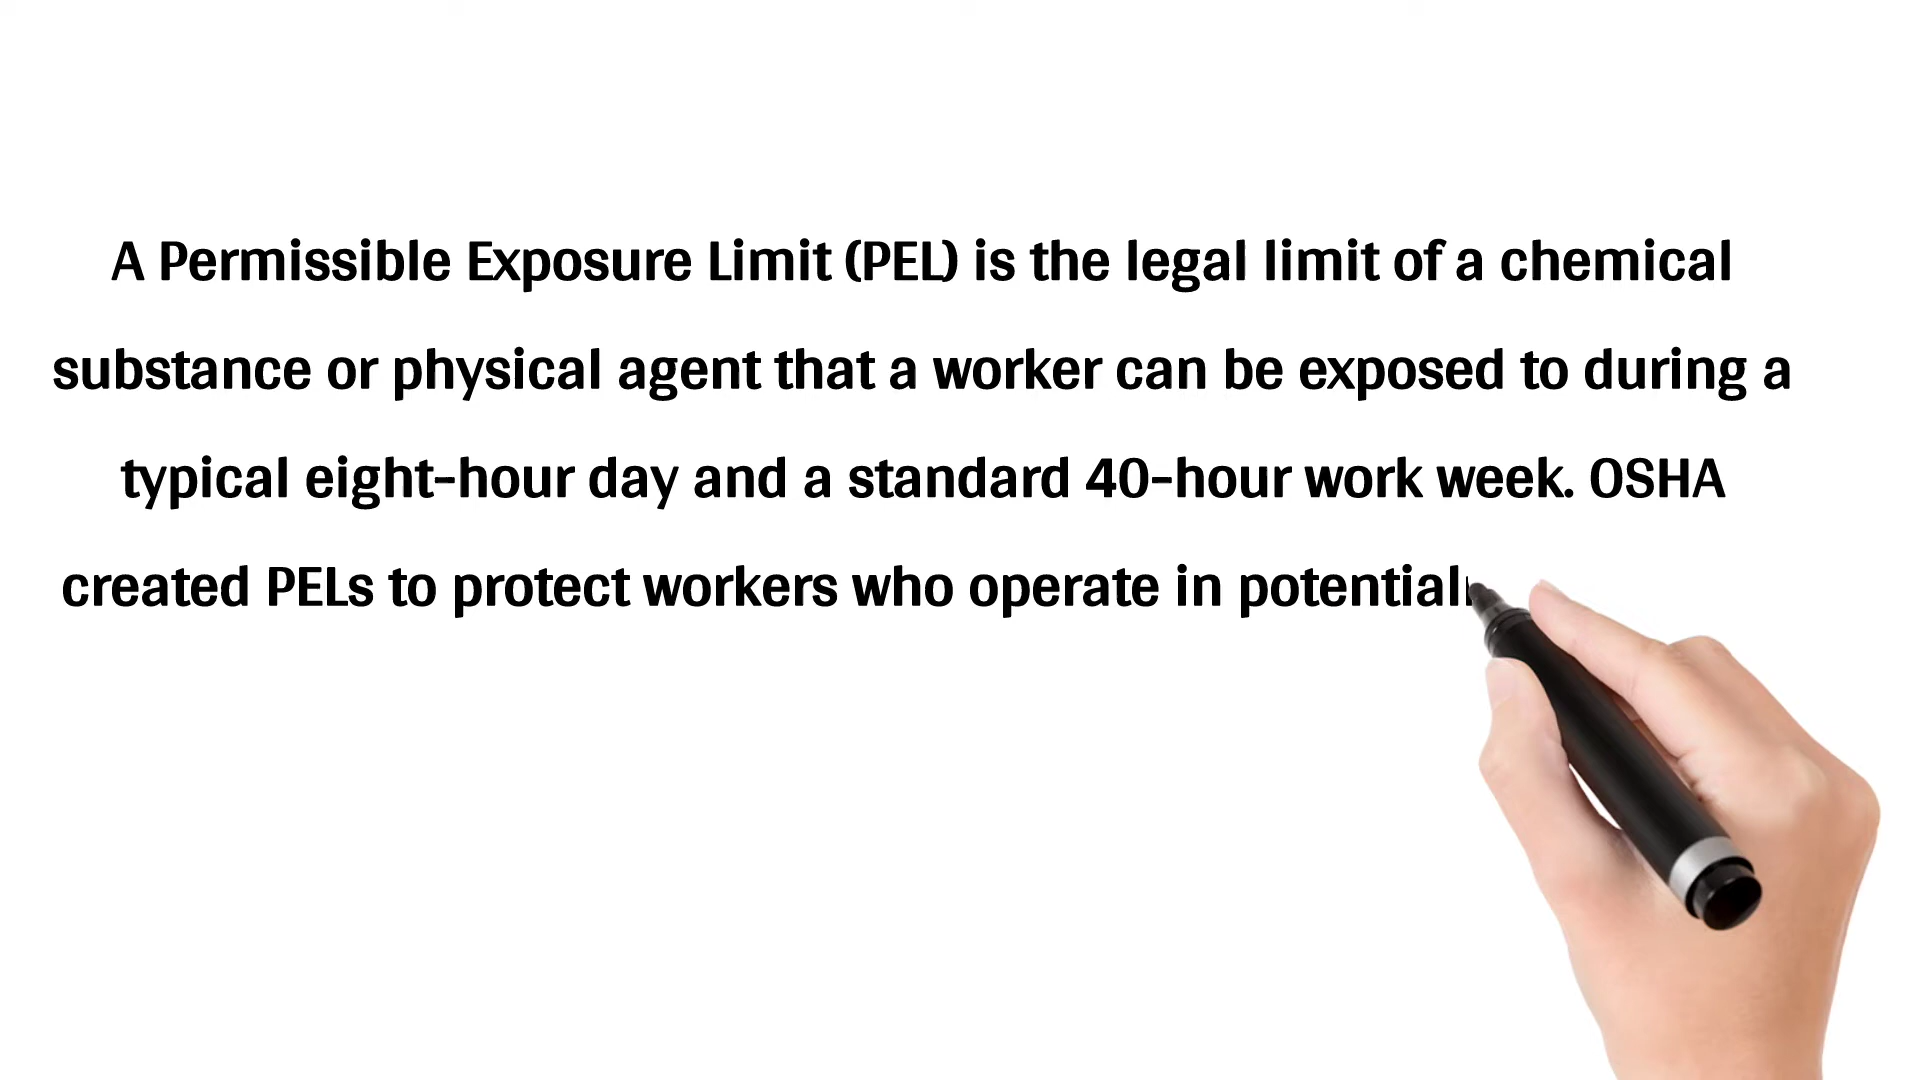 A Permissible Exposure Limit (PEL) is the legal limit of a chemical
substance or physical agent that a worker can be exposed to during a
typical eight-hour day and a standard 40-hour work week. OSHA
created PELs to protect workers who operate in potential